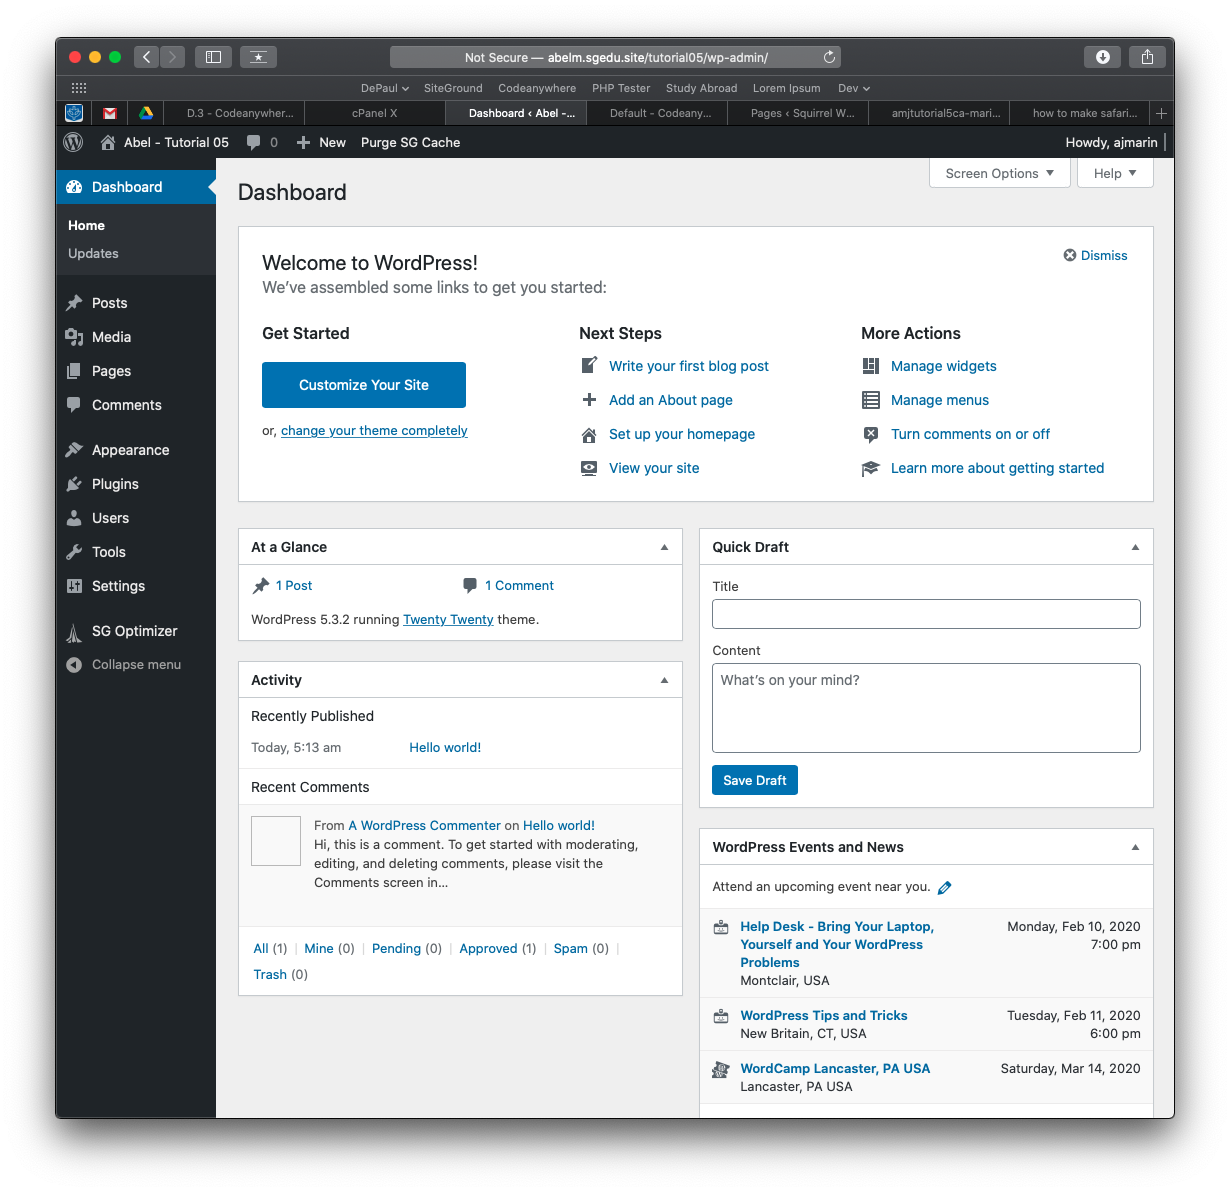 Not Secure — abelm.sgedu.site/tutorial05/wp-admin/
DePaul SiteGround Codeanywhere PHP Tester Study Abroad Lorem Ipsum Dev
D.3 - Codeanywher... cPanel X Dashboard ‹ Abel -... Default - Codeany... Pages ‹ Squirrel W... amjtutorial5ca-mari... how to make safari...
Abel - Tutorial 05 0 New Purge SG Cache Howdy, ajmarin
Dashboard
Home
Updates
Posts
Media
Pages
Comments
Appearance
Plugins
Users
Tools
Settings
SG Optimizer
Collapse menu
Screen Options Help
Dashboard
Welcome to WordPress!
Dismiss
We've assembled some links to get you started:
Get Started
Customize Your Site
or, change your theme completely
Next Steps
Write your first blog post
Add an About page
Set up your homepage
View your site
More Actions
Manage widgets
Manage menus
Turn comments on or off
Learn more about getting started
At a Glance
1 Post 1 Comment
WordPress 5.3.2 running Twenty Twenty theme.
Activity
Recently Published
Today, 5:13 am Hello world!
Recent Comments
From A WordPress Commenter on Hello world!
Hi, this is a comment. To get started with moderating,
editing, and deleting comments, please visit the
Comments screen in…
All (1) | Mine (0) | Pending (0) | Approved (1) | Spam (0) |
Trash (0)
Quick Draft
Title
Content
What's on your mind?
Save Draft
WordPress Events and News
Attend an upcoming event near you.
Help Desk - Bring Your Laptop, Monday, Feb 10, 2020
Yourself and Your WordPress 7:00 pm
Problems
Montclair, USA
WordPress Tips and Tricks Tuesday, Feb 11, 2020
New Britain, CT, USA 6:00 pm
WordCamp Lancaster, PA USA Saturday, Mar 14, 2020
Lancaster, PA USA